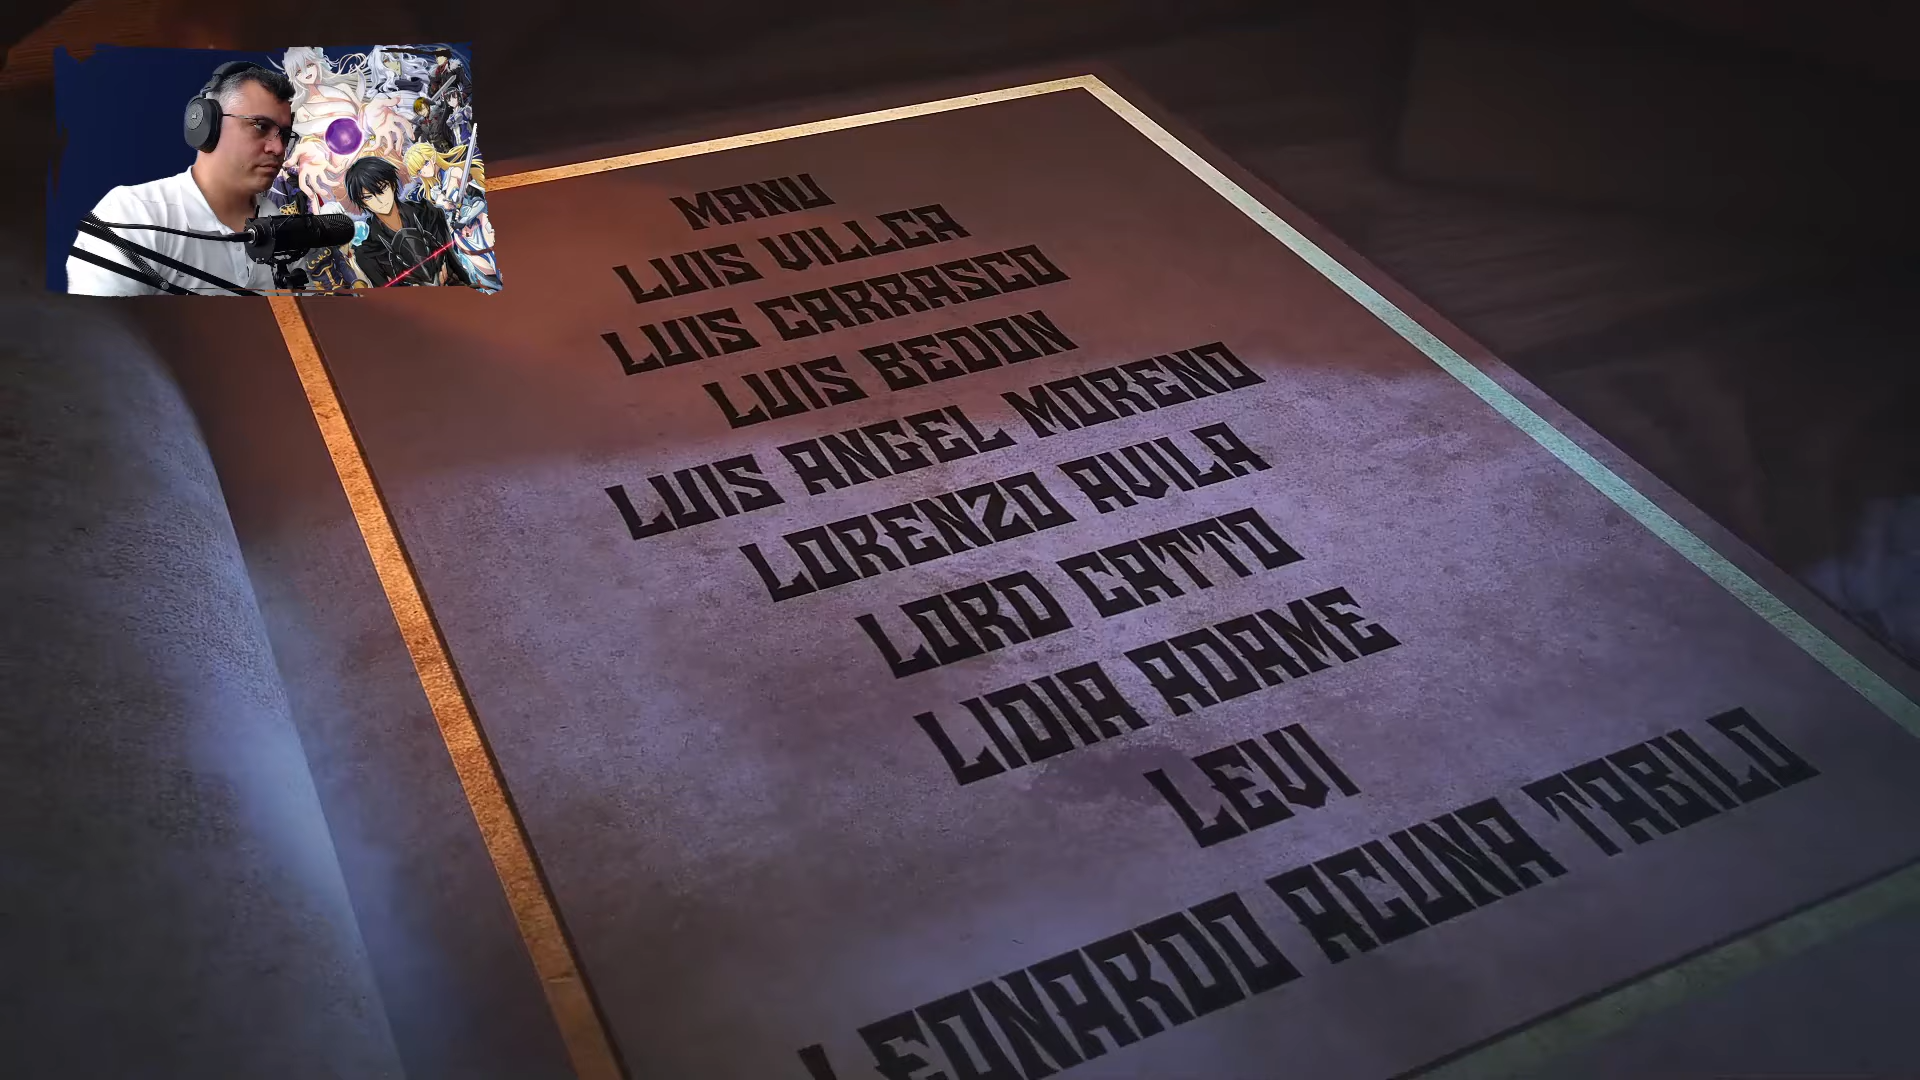 MANU
LUIS VILLCA
LUIS CARRASCO
LUIS BEDON
LUIS ANGEL MORENO
LORENZO AVILA
LORD CATTO
LIDIA ADAME
LEVI
LEONARDO ACUNA TABILO